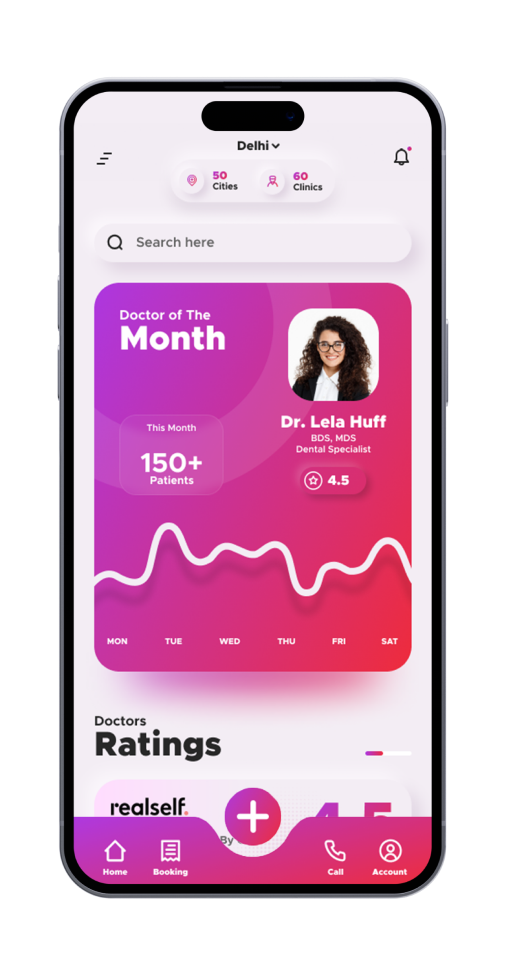 Delhi
50
Cities
60
Clinics
Search here
Doctor of The
Month
Dr. Lela Huff
BDS, MDS
Dental Specialist
4.5
This Month
150+
Patients
MON TUE WED THU FRI SAT
Doctors
Ratings
realself.
4.5
By
Home Booking Call Account